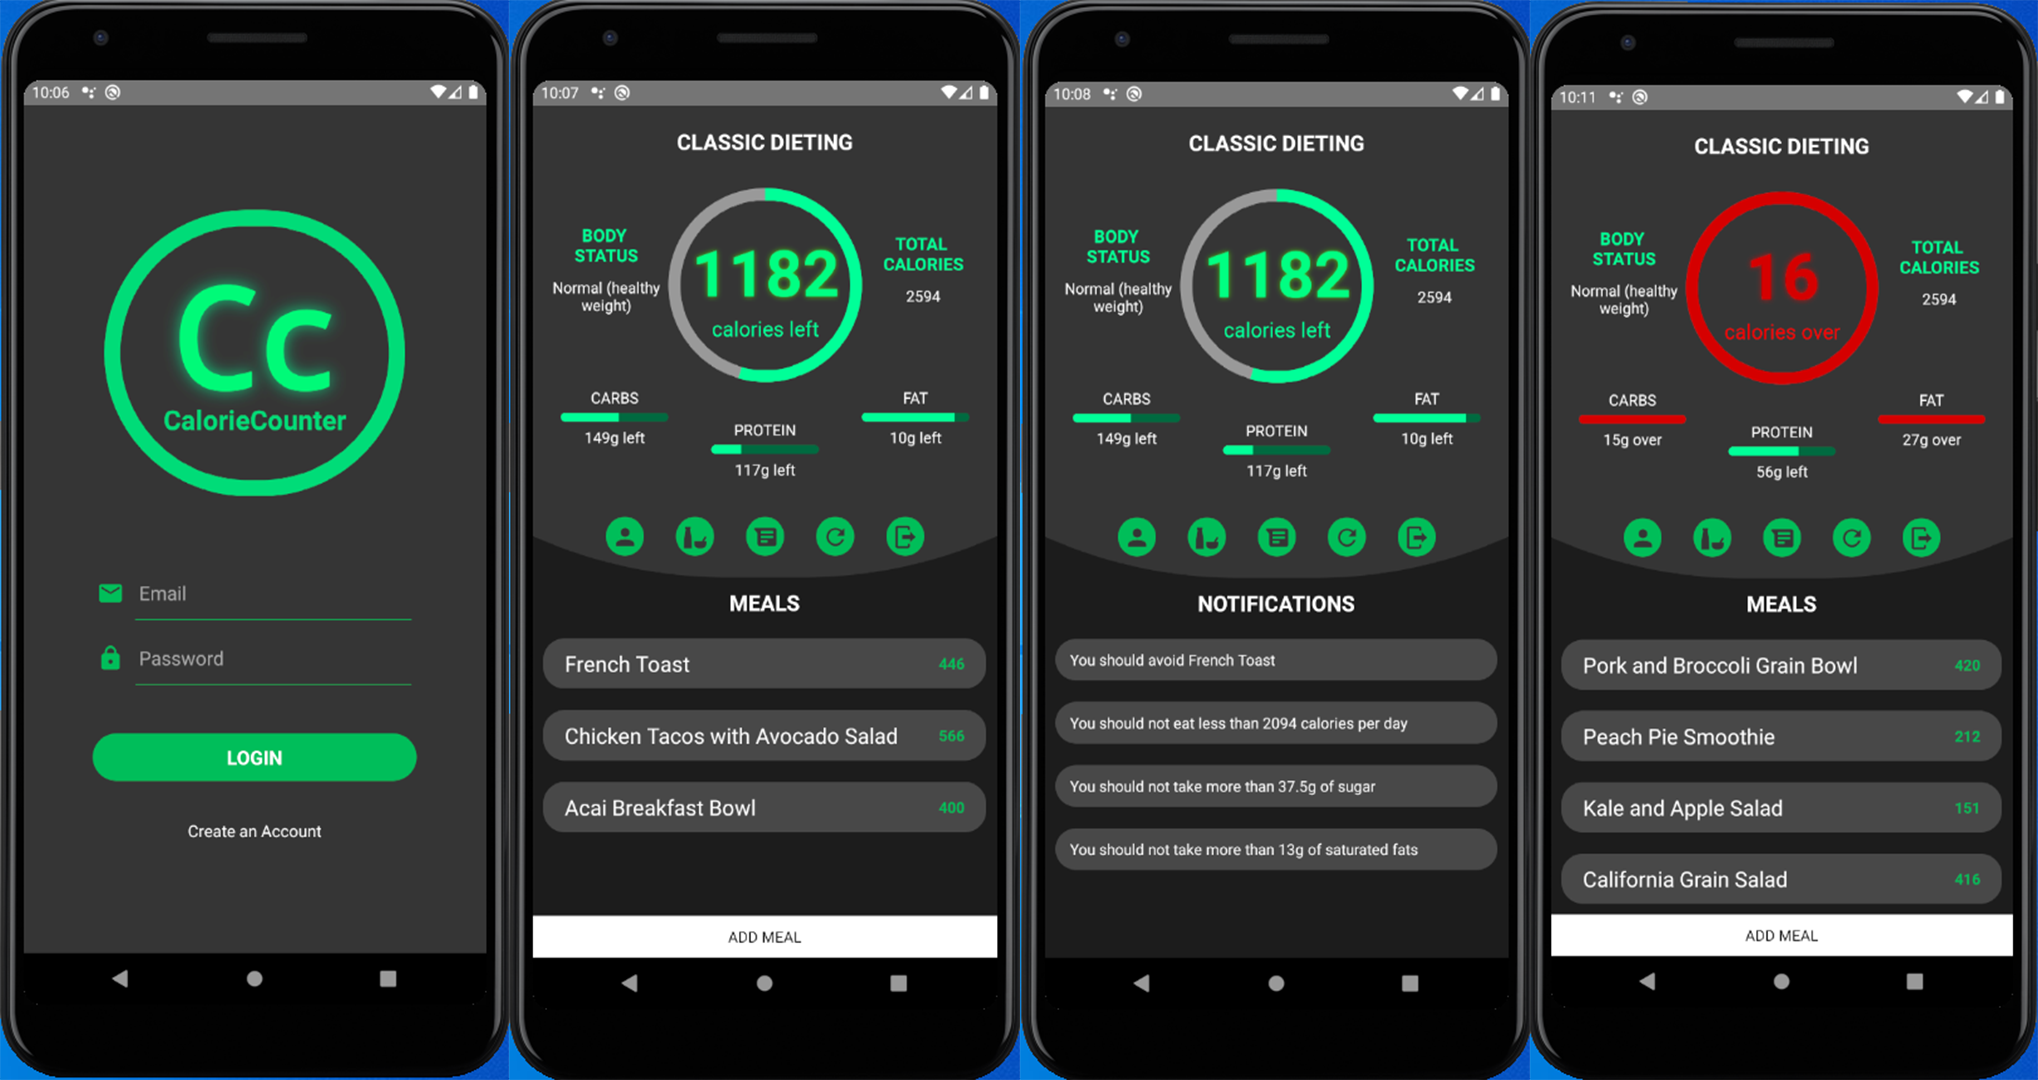 10:06
Cc
CalorieCounter
Email
Password
LOGIN
Create an Account
10:07
CLASSIC DIETING
BODY
STATUS
Normal (healthy
weight)
1182
calories left
TOTAL
CALORIES
2594
CARBS
149g left
PROTEIN
117g left
FAT
10g left
MEALS
French Toast 446
Chicken Tacos with Avocado Salad 566
Acai Breakfast Bowl 400
ADD MEAL
10:08
CLASSIC DIETING
BODY
STATUS
Normal (healthy
weight)
1182
calories left
TOTAL
CALORIES
2594
CARBS
149g left
PROTEIN
117g left
FAT
10g left
NOTIFICATIONS
You should avoid French Toast
You should not eat less than 2094 calories per day
You should not take more than 37.5g of sugar
You should not take more than 13g of saturated fats
10:11
CLASSIC DIETING
BODY
STATUS
Normal (healthy
weight)
16
calories over
TOTAL
CALORIES
2594
CARBS
15g over
PROTEIN
56g left
FAT
27g over
MEALS
Pork and Broccoli Grain Bowl 420
Peach Pie Smoothie 212
Kale and Apple Salad 151
California Grain Salad 416
ADD MEAL